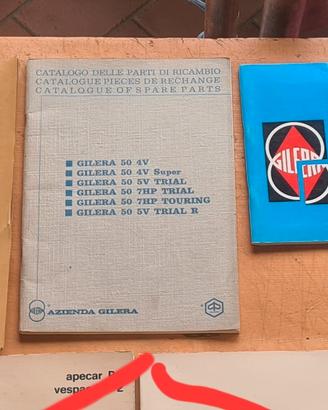 CATALOGO DELLE PARTI DI RICAMBIO
CATALOGUE PIECES DE RECHANGE
CATALOGUE OF SPARE PARTS
GILERA 50 4V
GILERA 50 4V Super
GILERA 50 5V TRIAL
GILERA 50 7HP TRIAL
GILERA 50 7HP TOURING
GILERA 50 5V TRIAL R
AZIENDA GILERA
GILERA
apecar